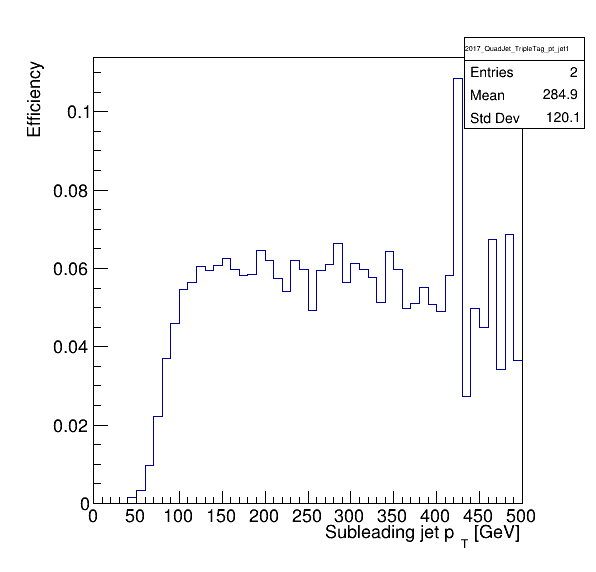 2017_QuadJet_TripleTag_pt_jet1
Entries 2
Mean 284.9
Std Dev 120.1
Efficiency
0.1
0.08
0.06
0.04
0.02
0
0 50 100 150 200 250 300 350 400 450 500
Subleading jet p T [GeV]